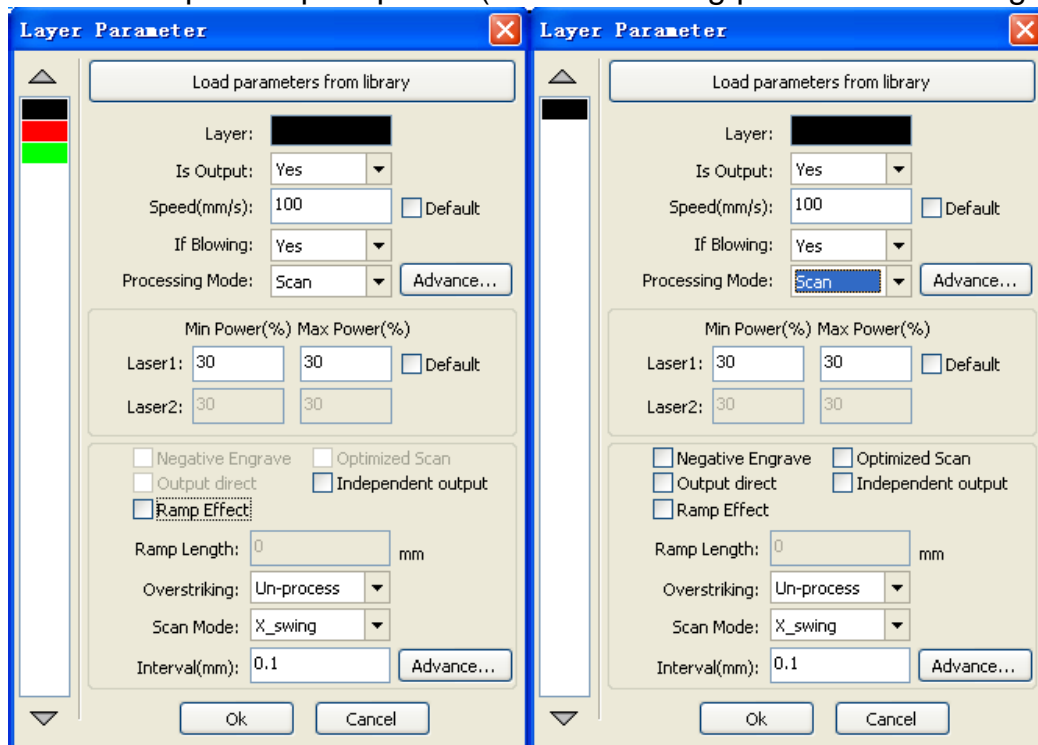 Layer Parameter
Load parameters from library
Layer:
Is Output: Yes
Speed(mm/s): 100 Default
If Blowing: Yes
Processing Mode: Scan Advance...
Min Power(%) Max Power(%)
Laser1: 30 30 Default
Laser2: 30 30
Negative Engrave Optimized Scan
Output direct Independent output
Ramp Effect
Ramp Length: 0 mm
Overstriking: Un-process
Scan Mode: X_swing
Interval(mm): 0.1 Advance...
Ok Cancel
Layer Parameter
Load parameters from library
Layer:
Is Output: Yes
Speed(mm/s): 100 Default
If Blowing: Yes
Processing Mode: Scan Advance...
Min Power(%) Max Power(%)
Laser1: 30 30 Default
Laser2: 30 30
Negative Engrave Optimized Scan
Output direct Independent output
Ramp Effect
Ramp Length: 0 mm
Overstriking: Un-process
Scan Mode: X_swing
Interval(mm): 0.1 Advance...
Ok Cancel